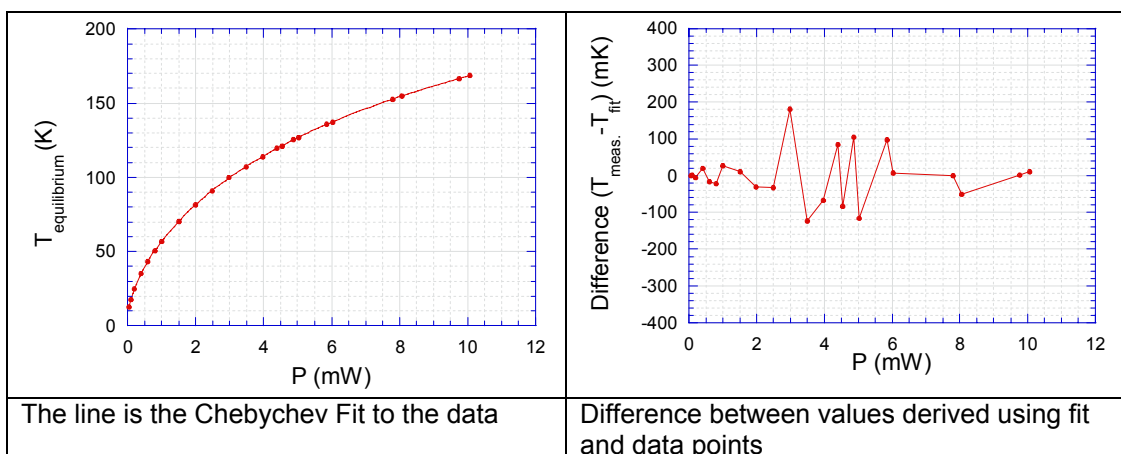 200
150
100
50
0
T equilibrium (K)
0 2 4 6 8 10 12
P (mW)
400
300
200
100
0
-100
-200
-300
-400
Difference (T meas. -T fit) (mK)
0 2 4 6 8 10 12
P (mW)
The line is the Chebychev Fit to the data
Difference between values derived using fit
and data points